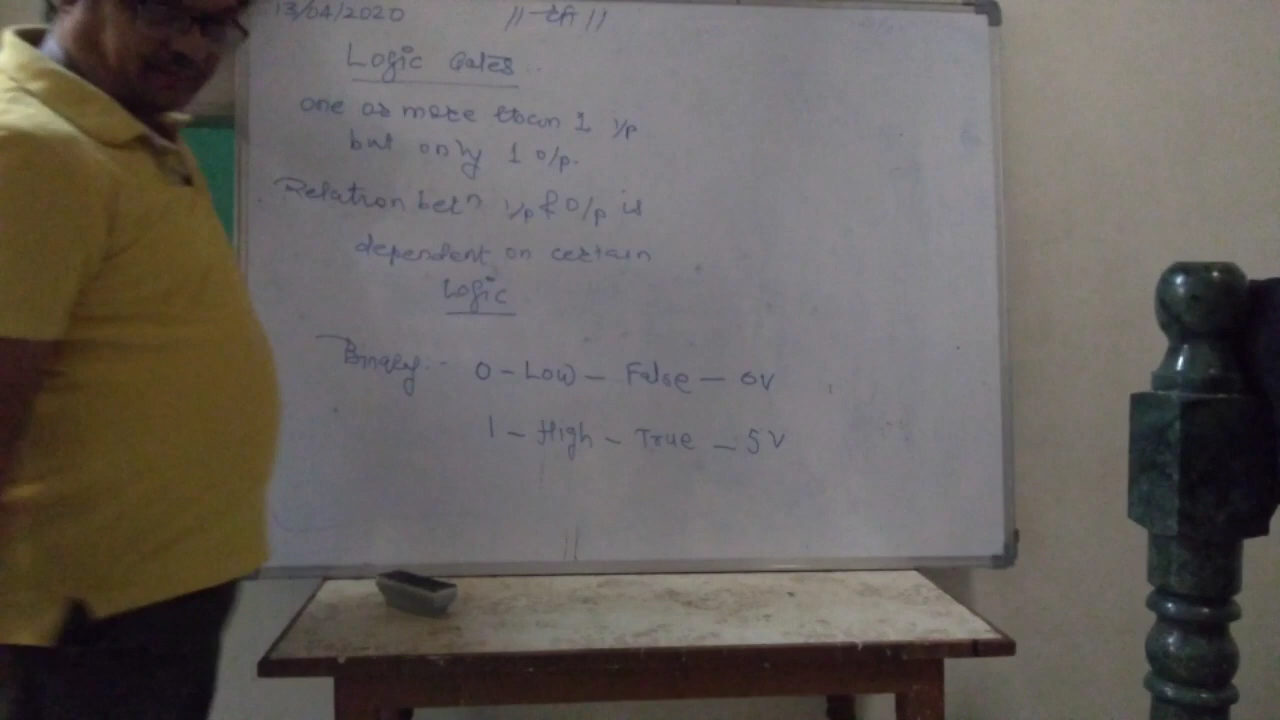 13/04/2020
Logic Gates
one or more than 1 i/p
but only 1 o/p.
Relation betn i/p & o/p is
dependent on certain
Logic
Binary:- 0 - Low - False - 0V
1 - High - True - 5V